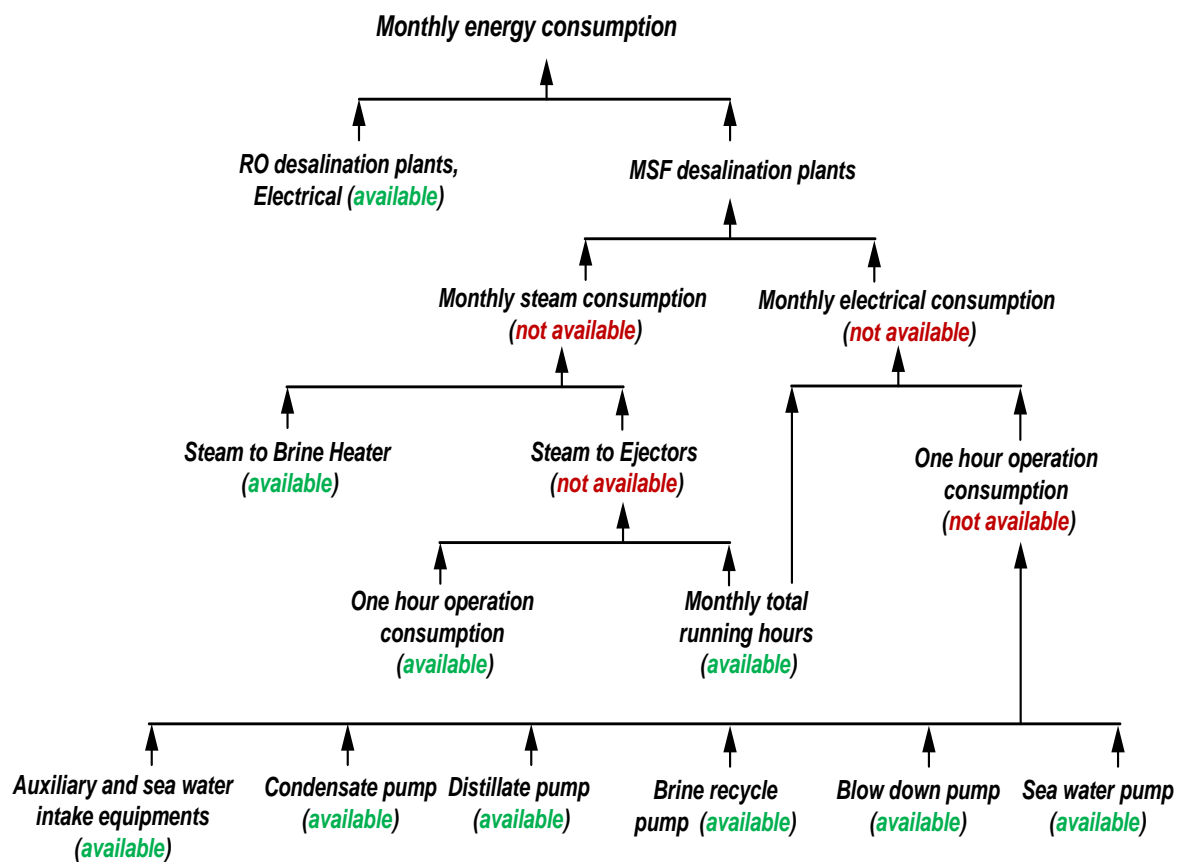 Monthly energy consumption
RO desalination plants,
Electrical (available)
MSF desalination plants
Monthly steam consumption
(not available)
Monthly electrical consumption
(not available)
Steam to Brine Heater
(available)
Steam to Ejectors
(not available)
One hour operation
consumption
(not available)
One hour operation
consumption
(available)
Monthly total
running hours
(available)
Auxiliary and sea water
intake equipments
(available)
Condensate pump
(available)
Distillate pump
(available)
Brine recycle
pump (available)
Blow down pump
(available)
Sea water pump
(available)